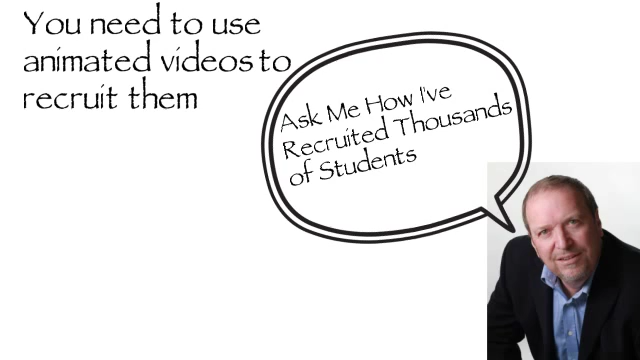 You need to use
animated videos to
recruit them
Ask Me How I've
Recruited Thousands
of Students